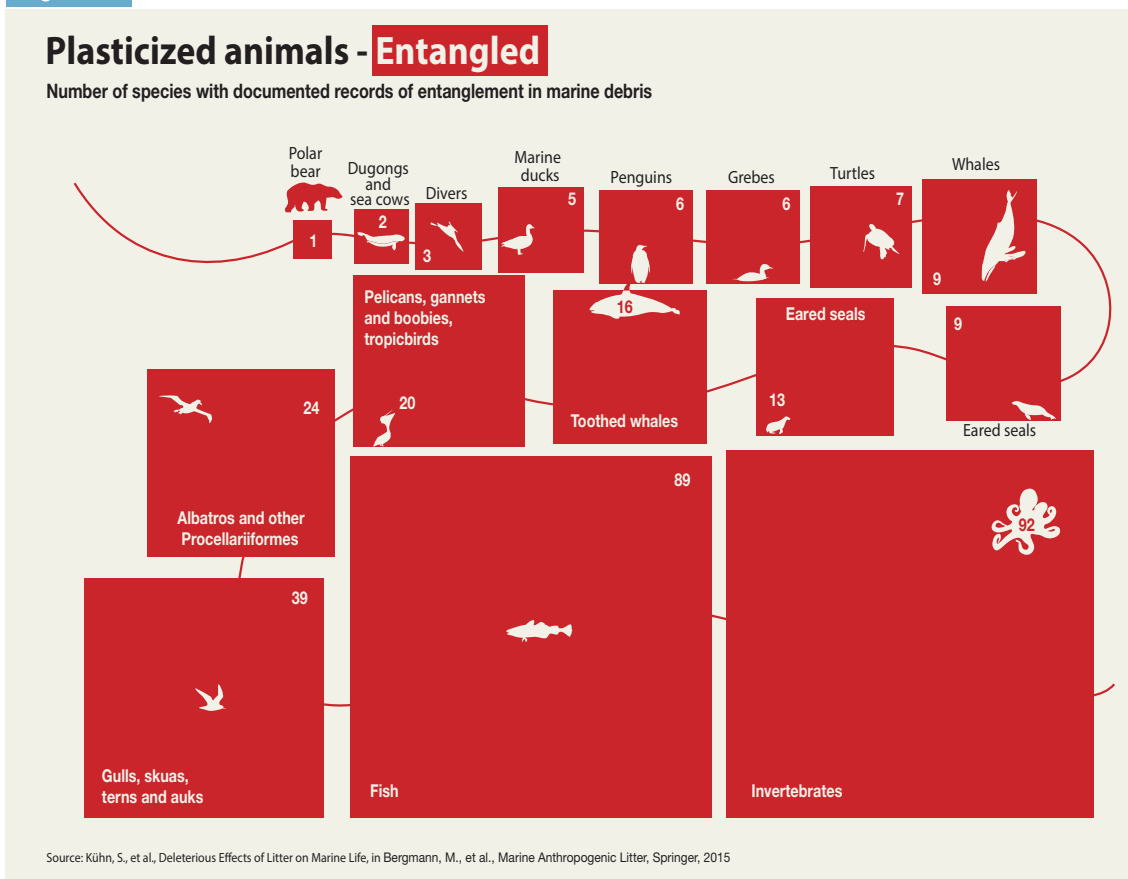 Plasticized animals - Entangled
Number of species with documented records of entanglement in marine debris
Polar
bear
1
Dugongs
and
sea cows
2
Divers
3
Marine
ducks
5
Penguins
6
Grebes
6
Turtles
7
Whales
9
Pelicans, gannets
and boobies,
tropicbirds
20
16
Toothed whales
Eared seals
13
9
Eared seals
24
Albatros and other
Procellariiformes
39
Gulls, skuas,
terns and auks
89
Fish
92
Invertebrates
Source: Kühn, S., et al., Deleterious Effects of Litter on Marine Life, in Bergmann, M., et al., Marine Anthropogenic Litter, Springer, 2015